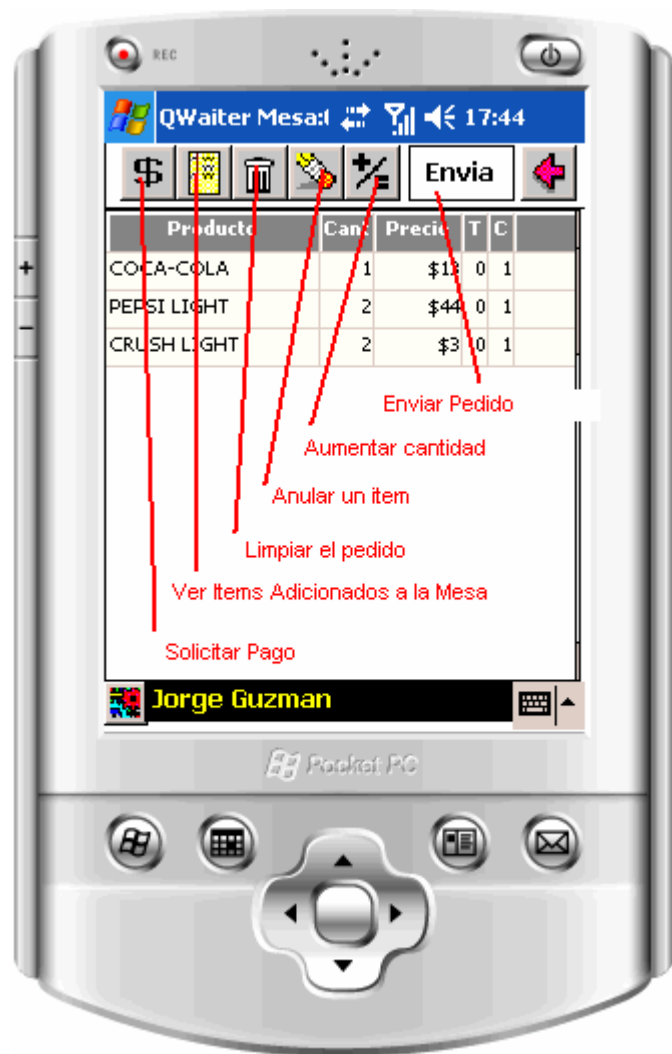 REC
QWaiter Mesa:( 17:44
Envia
Producto Cant Precio T C
COCA-COLA 1 $13 0 1
PEPSI LIGHT 2 $44 0 1
CRUSH LIGHT 2 $3 0 1
Enviar Pedido
Aumentar cantidad
Anular un item
Limpiar el pedido
Ver Items Adicionados a la Mesa
Solicitar Pago
Jorge Guzman
Pocket PC